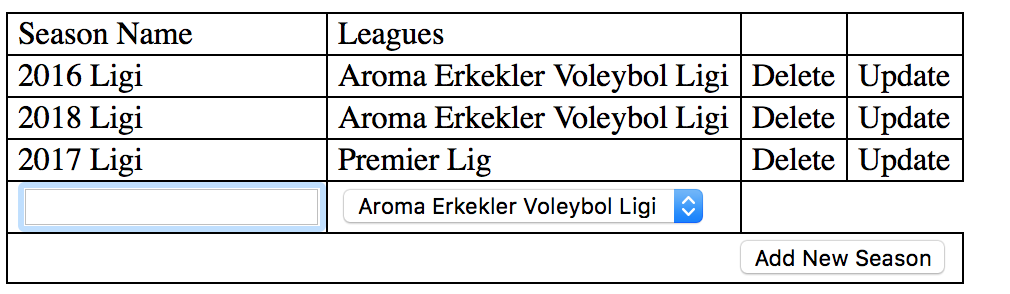 Season Name Leagues
2016 Ligi Aroma Erkekler Voleybol Ligi Delete Update
2018 Ligi Aroma Erkekler Voleybol Ligi Delete Update
2017 Ligi Premier Lig Delete Update
Aroma Erkekler Voleybol Ligi
Add New Season